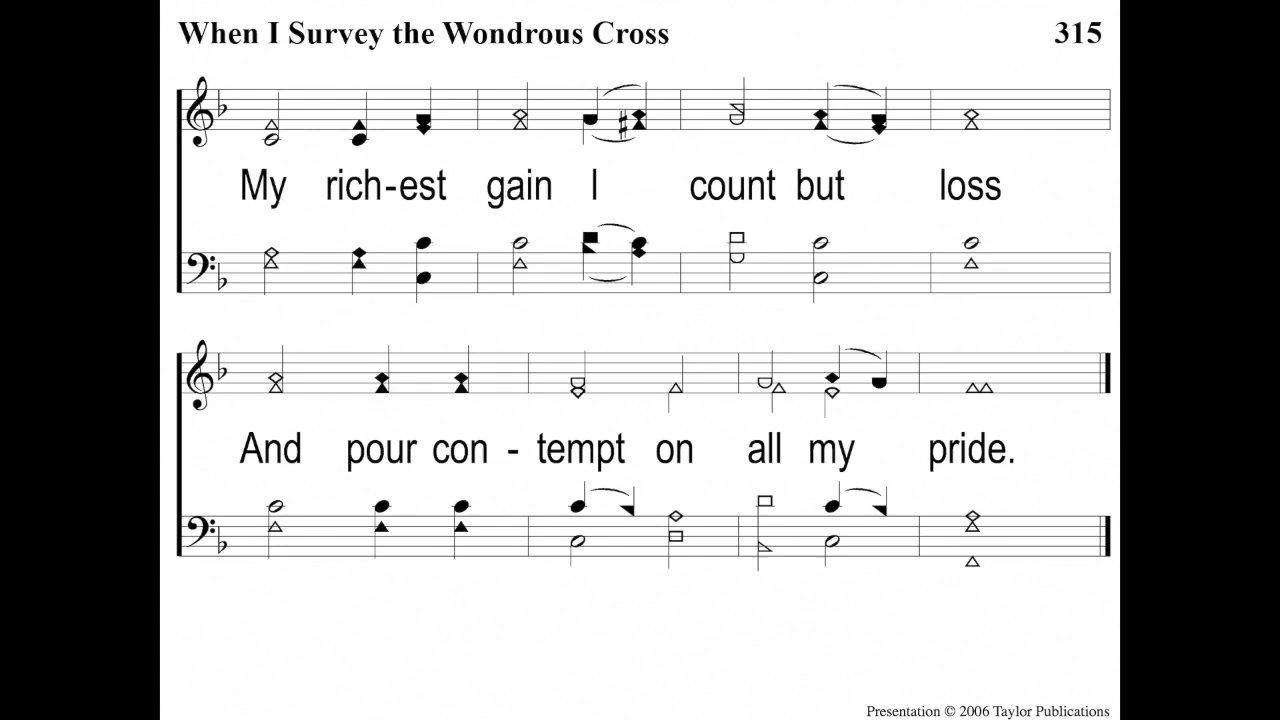 When I Survey the Wondrous Cross 315
My rich-est gain I count but loss
And pour con - tempt on all my pride.
Presentation © 2006 Taylor Publications